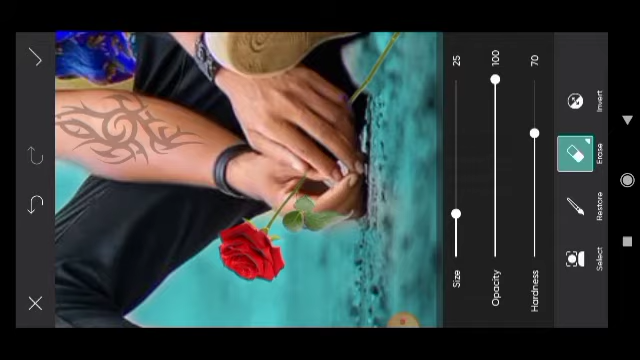 Size 25
Opacity 100
Hardness 70
Select
Restore
Erase
Invert